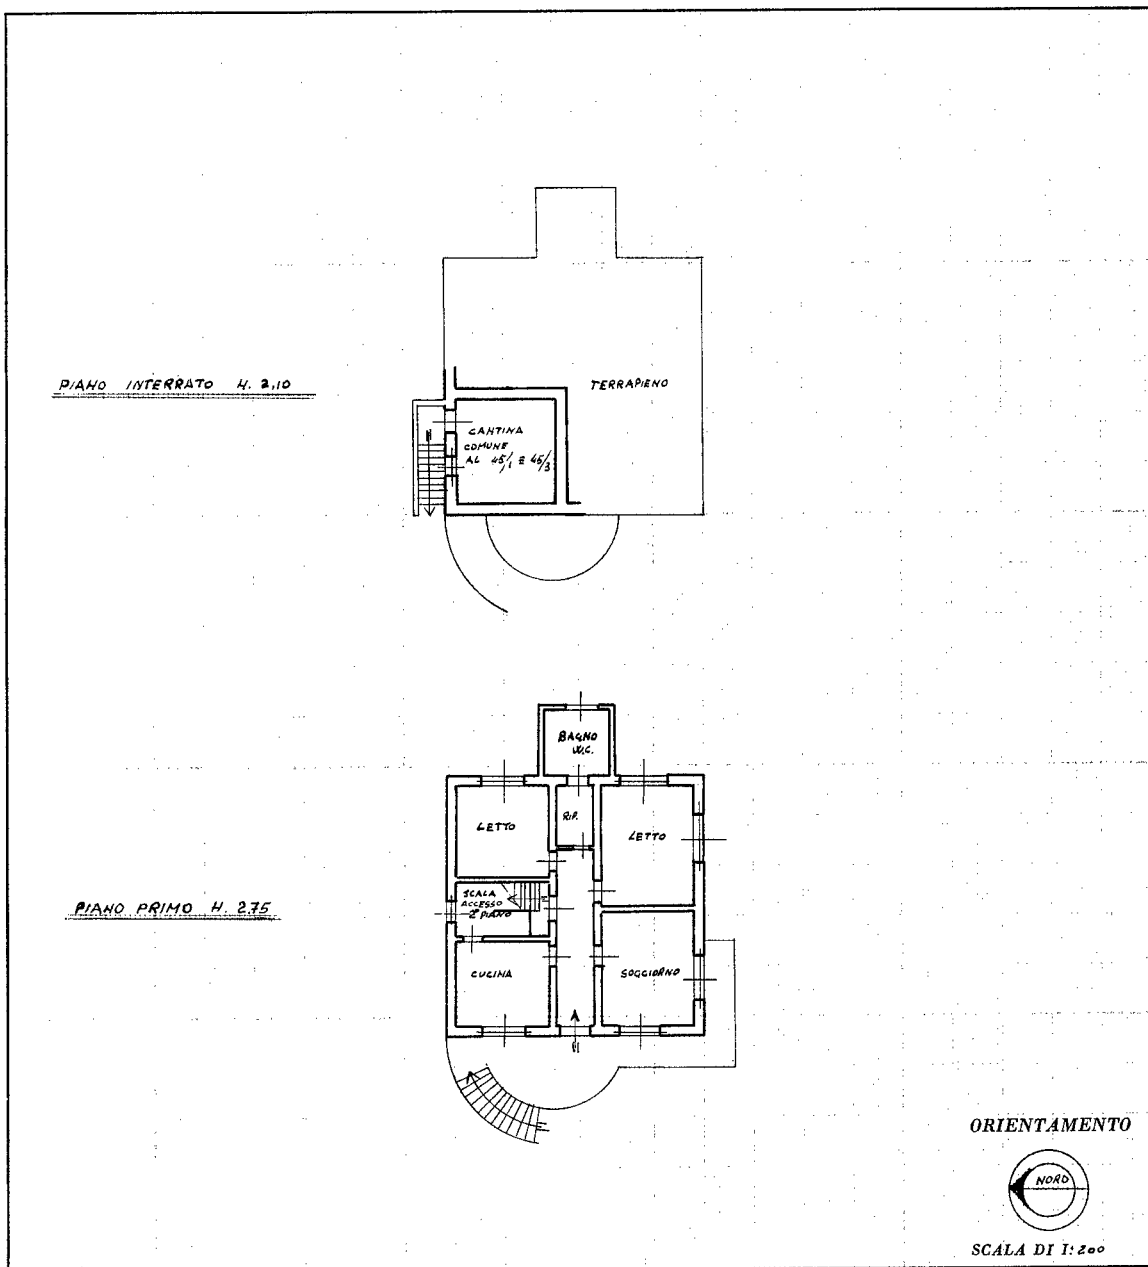 PIANO INTERRATO H. 2,10
TERRAPIENO
CANTINA
COMUNE
AL 45/1 E 45/3
BAGNO
W.C.
LETTO
RIP.
LETTO
SCALA
ACCESSO
2° PIANO
PIANO PRIMO H. 2.75
CUCINA
SOGGIORNO
ORIENTAMENTO
NORD
SCALA DI 1:200